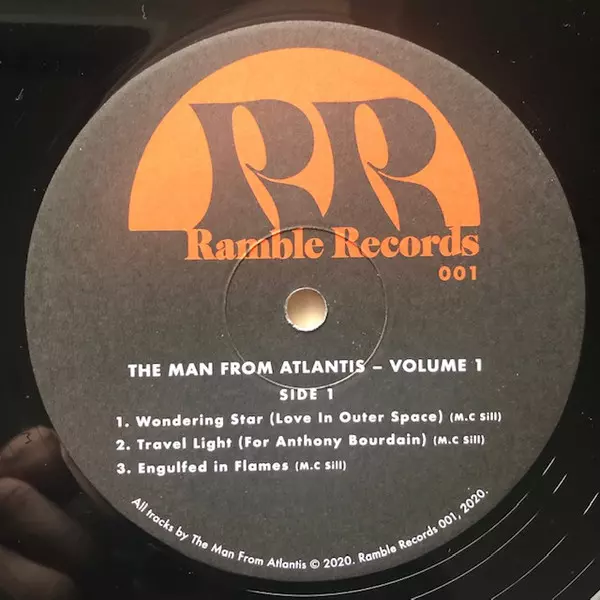 RR
Ramble Records
001
THE MAN FROM ATLANTIS – VOLUME 1
SIDE 1
1. Wondering Star (Love In Outer Space) (M.C Sill)
2. Travel Light (For Anthony Bourdain) (M.C Sill)
3. Engulfed in Flames (M.C Sill)
All tracks by The Man From Atlantis © 2020. Ramble Records 001, 2020.